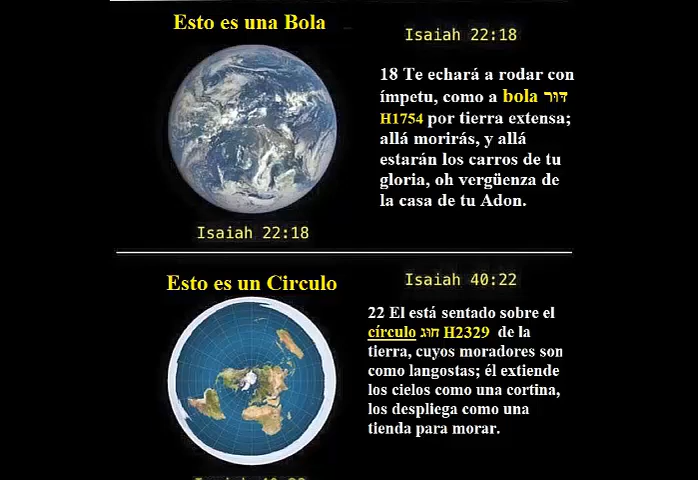 Esto es una Bola
Isaiah 22:18
18 Te echará a rodar con
ímpetu, como a bola דּוּר
H1754 por tierra extensa;
allá morirás, y allá
estarán los carros de tu
gloria, oh vergüenza de
la casa de tu Adon.
Isaiah 22:18
Esto es un Circulo
Isaiah 40:22
22 El está sentado sobre el
círculo חוּג H2329 de la
tierra, cuyos moradores son
como langostas; él extiende
los cielos como una cortina,
los despliega como una
tienda para morar.